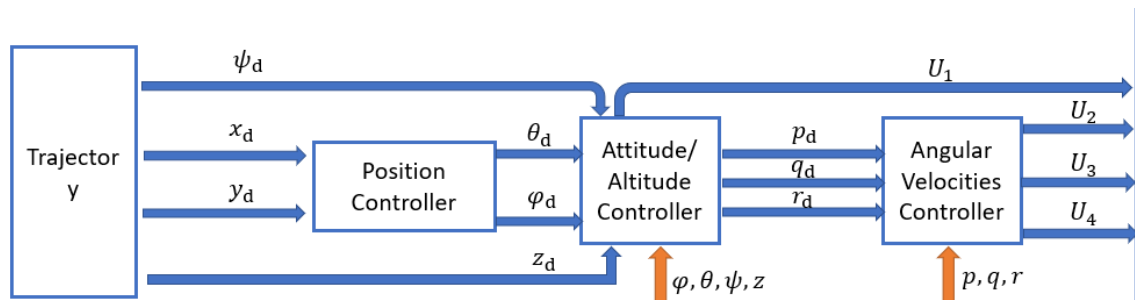 ψd
U1
U2
xd
θd
pd
Trajector
y
Position
Controller
Attitude/
Altitude
Controller
qd
Angular
Velocities
Controller
U3
yd
φd
rd
U4
zd
φ, θ, ψ, z
p, q, r